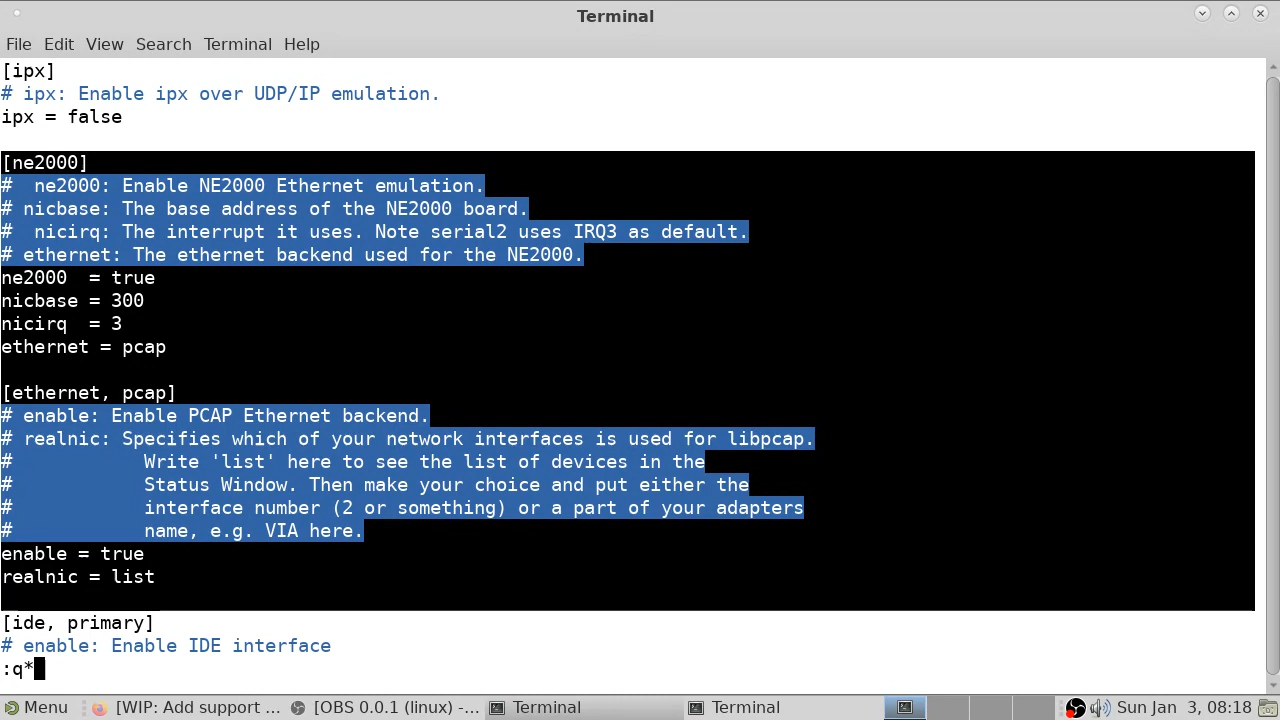 Terminal
File Edit View Search Terminal Help
[ipx]
# ipx: Enable ipx over UDP/IP emulation.
ipx = false

[ne2000]
#  ne2000: Enable NE2000 Ethernet emulation.
# nicbase: The base address of the NE2000 board.
#  nicirq: The interrupt it uses. Note serial2 uses IRQ3 as default.
# ethernet: The ethernet backend used for the NE2000.
ne2000  = true
nicbase = 300
nicirq  = 3
ethernet = pcap

[ethernet, pcap]
# enable: Enable PCAP Ethernet backend.
# realnic: Specifies which of your network interfaces is used for libpcap.
#            Write 'list' here to see the list of devices in the
#            Status Window. Then make your choice and put either the
#            interface number (2 or something) or a part of your adapters
#            name, e.g. VIA here.
enable = true
realnic = list

[ide, primary]
# enable: Enable IDE interface
:q*
Menu [WIP: Add support ... [OBS 0.0.1 (linux) -... Terminal Terminal Sun Jan 3, 08:18